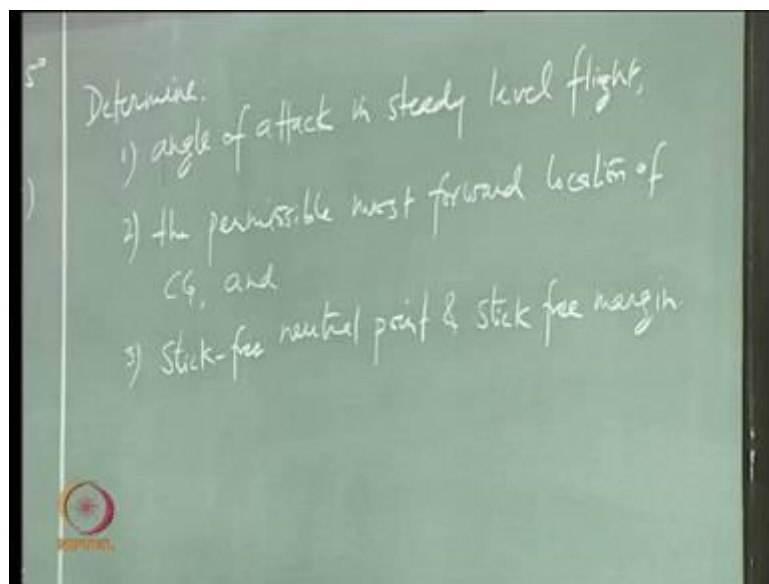 5°
Determine.
1) angle of attack in steady level flight,
)
2) the permissible most forward location of
CG, and
3) Stick-free neutral point & stick free margin.